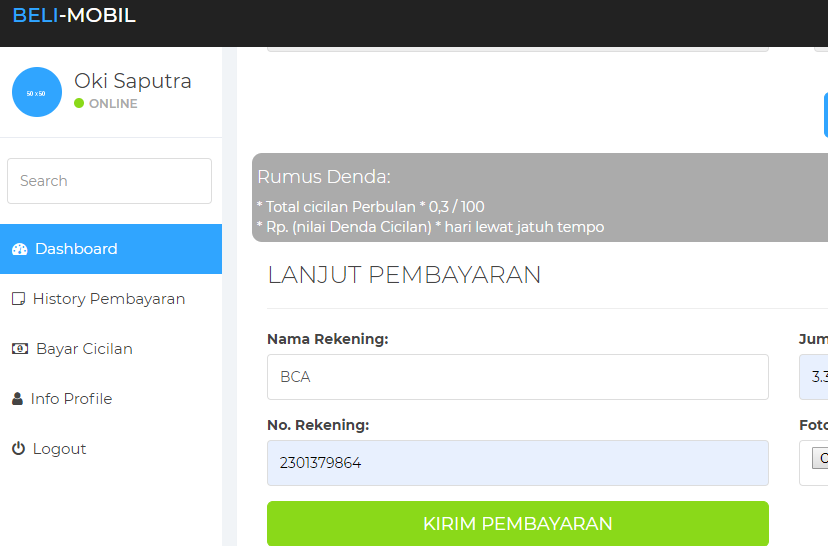 BELI-MOBIL
50 x 50
Oki Saputra
ONLINE
Search
Dashboard
History Pembayaran
Bayar Cicilan
Info Profile
Logout
Rumus Denda:
* Total cicilan Perbulan * 0,3 / 100
* Rp. (nilai Denda Cicilan) * hari lewat jatuh tempo
LANJUT PEMBAYARAN
Nama Rekening:
BCA
No. Rekening:
2301379864
KIRIM PEMBAYARAN
Jum
3.3
Foto